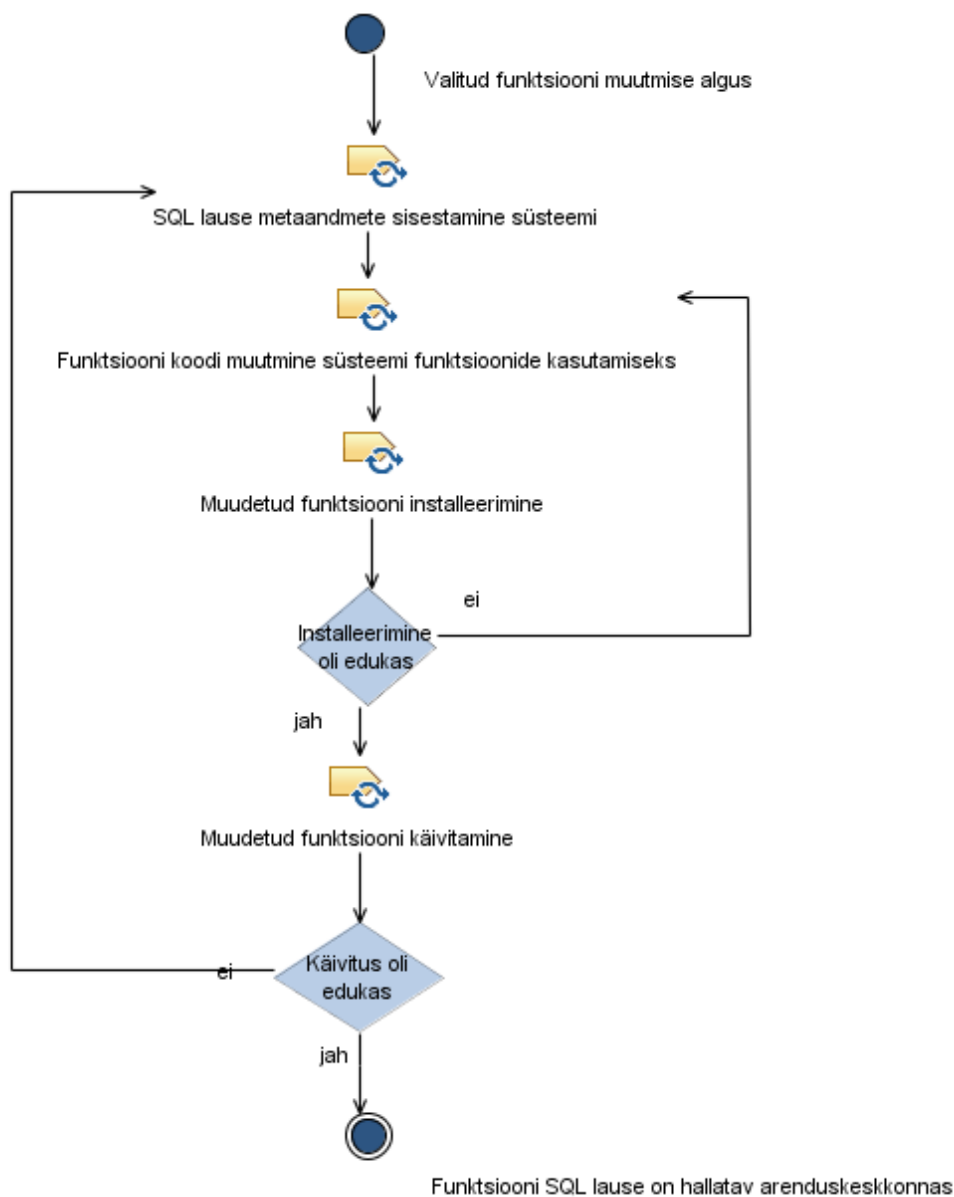 Valitud funktsiooni muutmise algus
SQL lause metaandmete sisestamine süsteemi
Funktsiooni koodi muutmine süsteemi funktsioonide kasutamiseks
Muudetud funktsiooni installeerimine
ei
Installeerimine
oli edukas
jah
Muudetud funktsiooni käivitamine
ei
Käivitus oli
edukas
jah
Funktsiooni SQL lause on hallatav arenduskeskkonnas